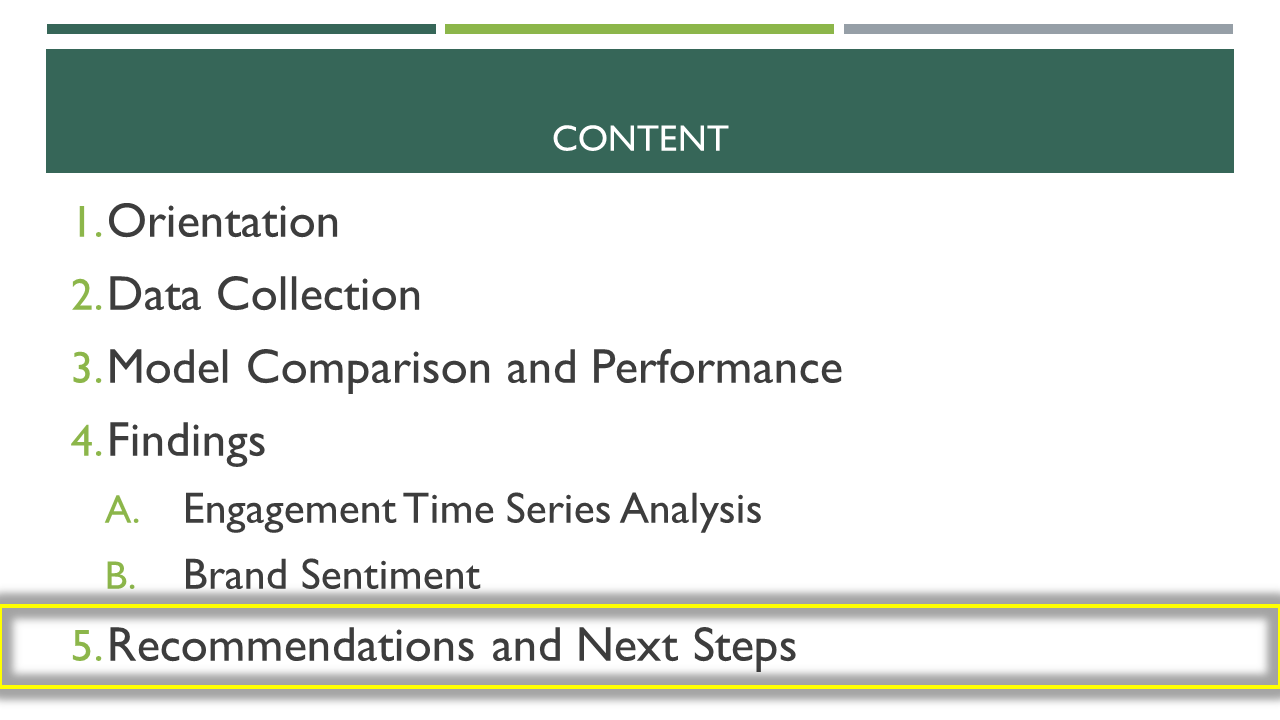 CONTENT
1. Orientation
2. Data Collection
3. Model Comparison and Performance
4. Findings
A. Engagement Time Series Analysis
B. Brand Sentiment
5. Recommendations and Next Steps